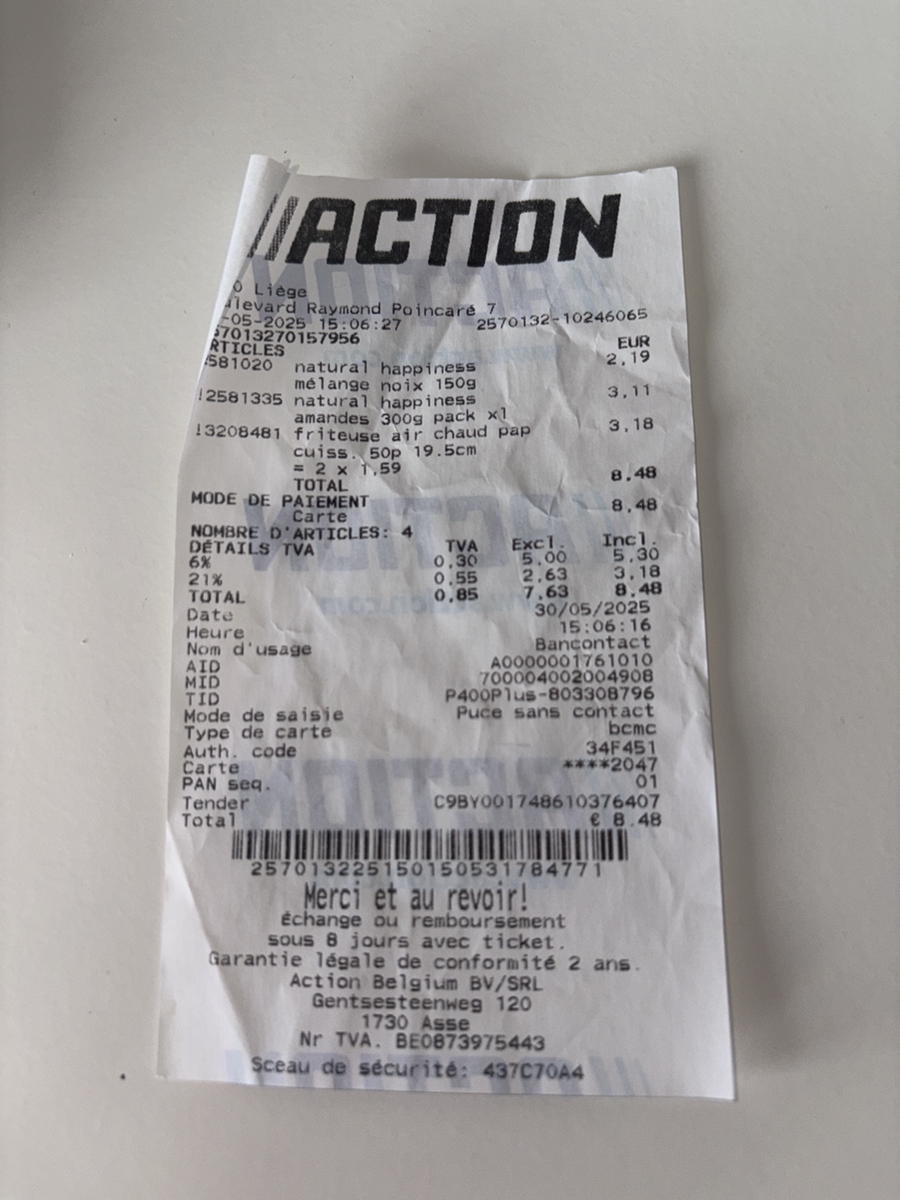 //ACTION
0 Liège
levard Raymond Poincaré 7
-05-2025 15:06:27 2570132-10246065
57013270157956
RTICLES EUR
581020 natural happiness 2,19
mélange noix 150g
!2581335 natural happiness 3,11
amandes 300g pack x1
!3208481 friteuse air chaud pap 3,18
cuiss. 50p 19.5cm
= 2 x 1,59
TOTAL 8,48
MODE DE PAIEMENT
Carte 8,48
NOMBRE D'ARTICLES: 4
DÉTAILS TVA TVA Excl. Incl.
6% 0,30 5,00 5,30
21% 0,55 2,63 3,18
TOTAL 0,85 7,63 8,48
Date 30/05/2025
Heure 15:06:16
Nom d'usage Bancontact
AID A0000001761010
MID 700004002004908
TID P400Plus-803308796
Mode de saisie Puce sans contact
Type de carte bcmc
Auth. code 34F451
Carte ****2047
PAN seq. 01
Tender C9BY001748610376407
Total € 8.48
2570132251501505531784771
Merci et au revoir!
Échange ou remboursement
sous 8 jours avec ticket.
Garantie légale de conformité 2 ans.
Action Belgium BV/SRL
Gentsesteenweg 120
1730 Asse
Nr TVA. BE0873975443
Sceau de sécurité: 437C70A4